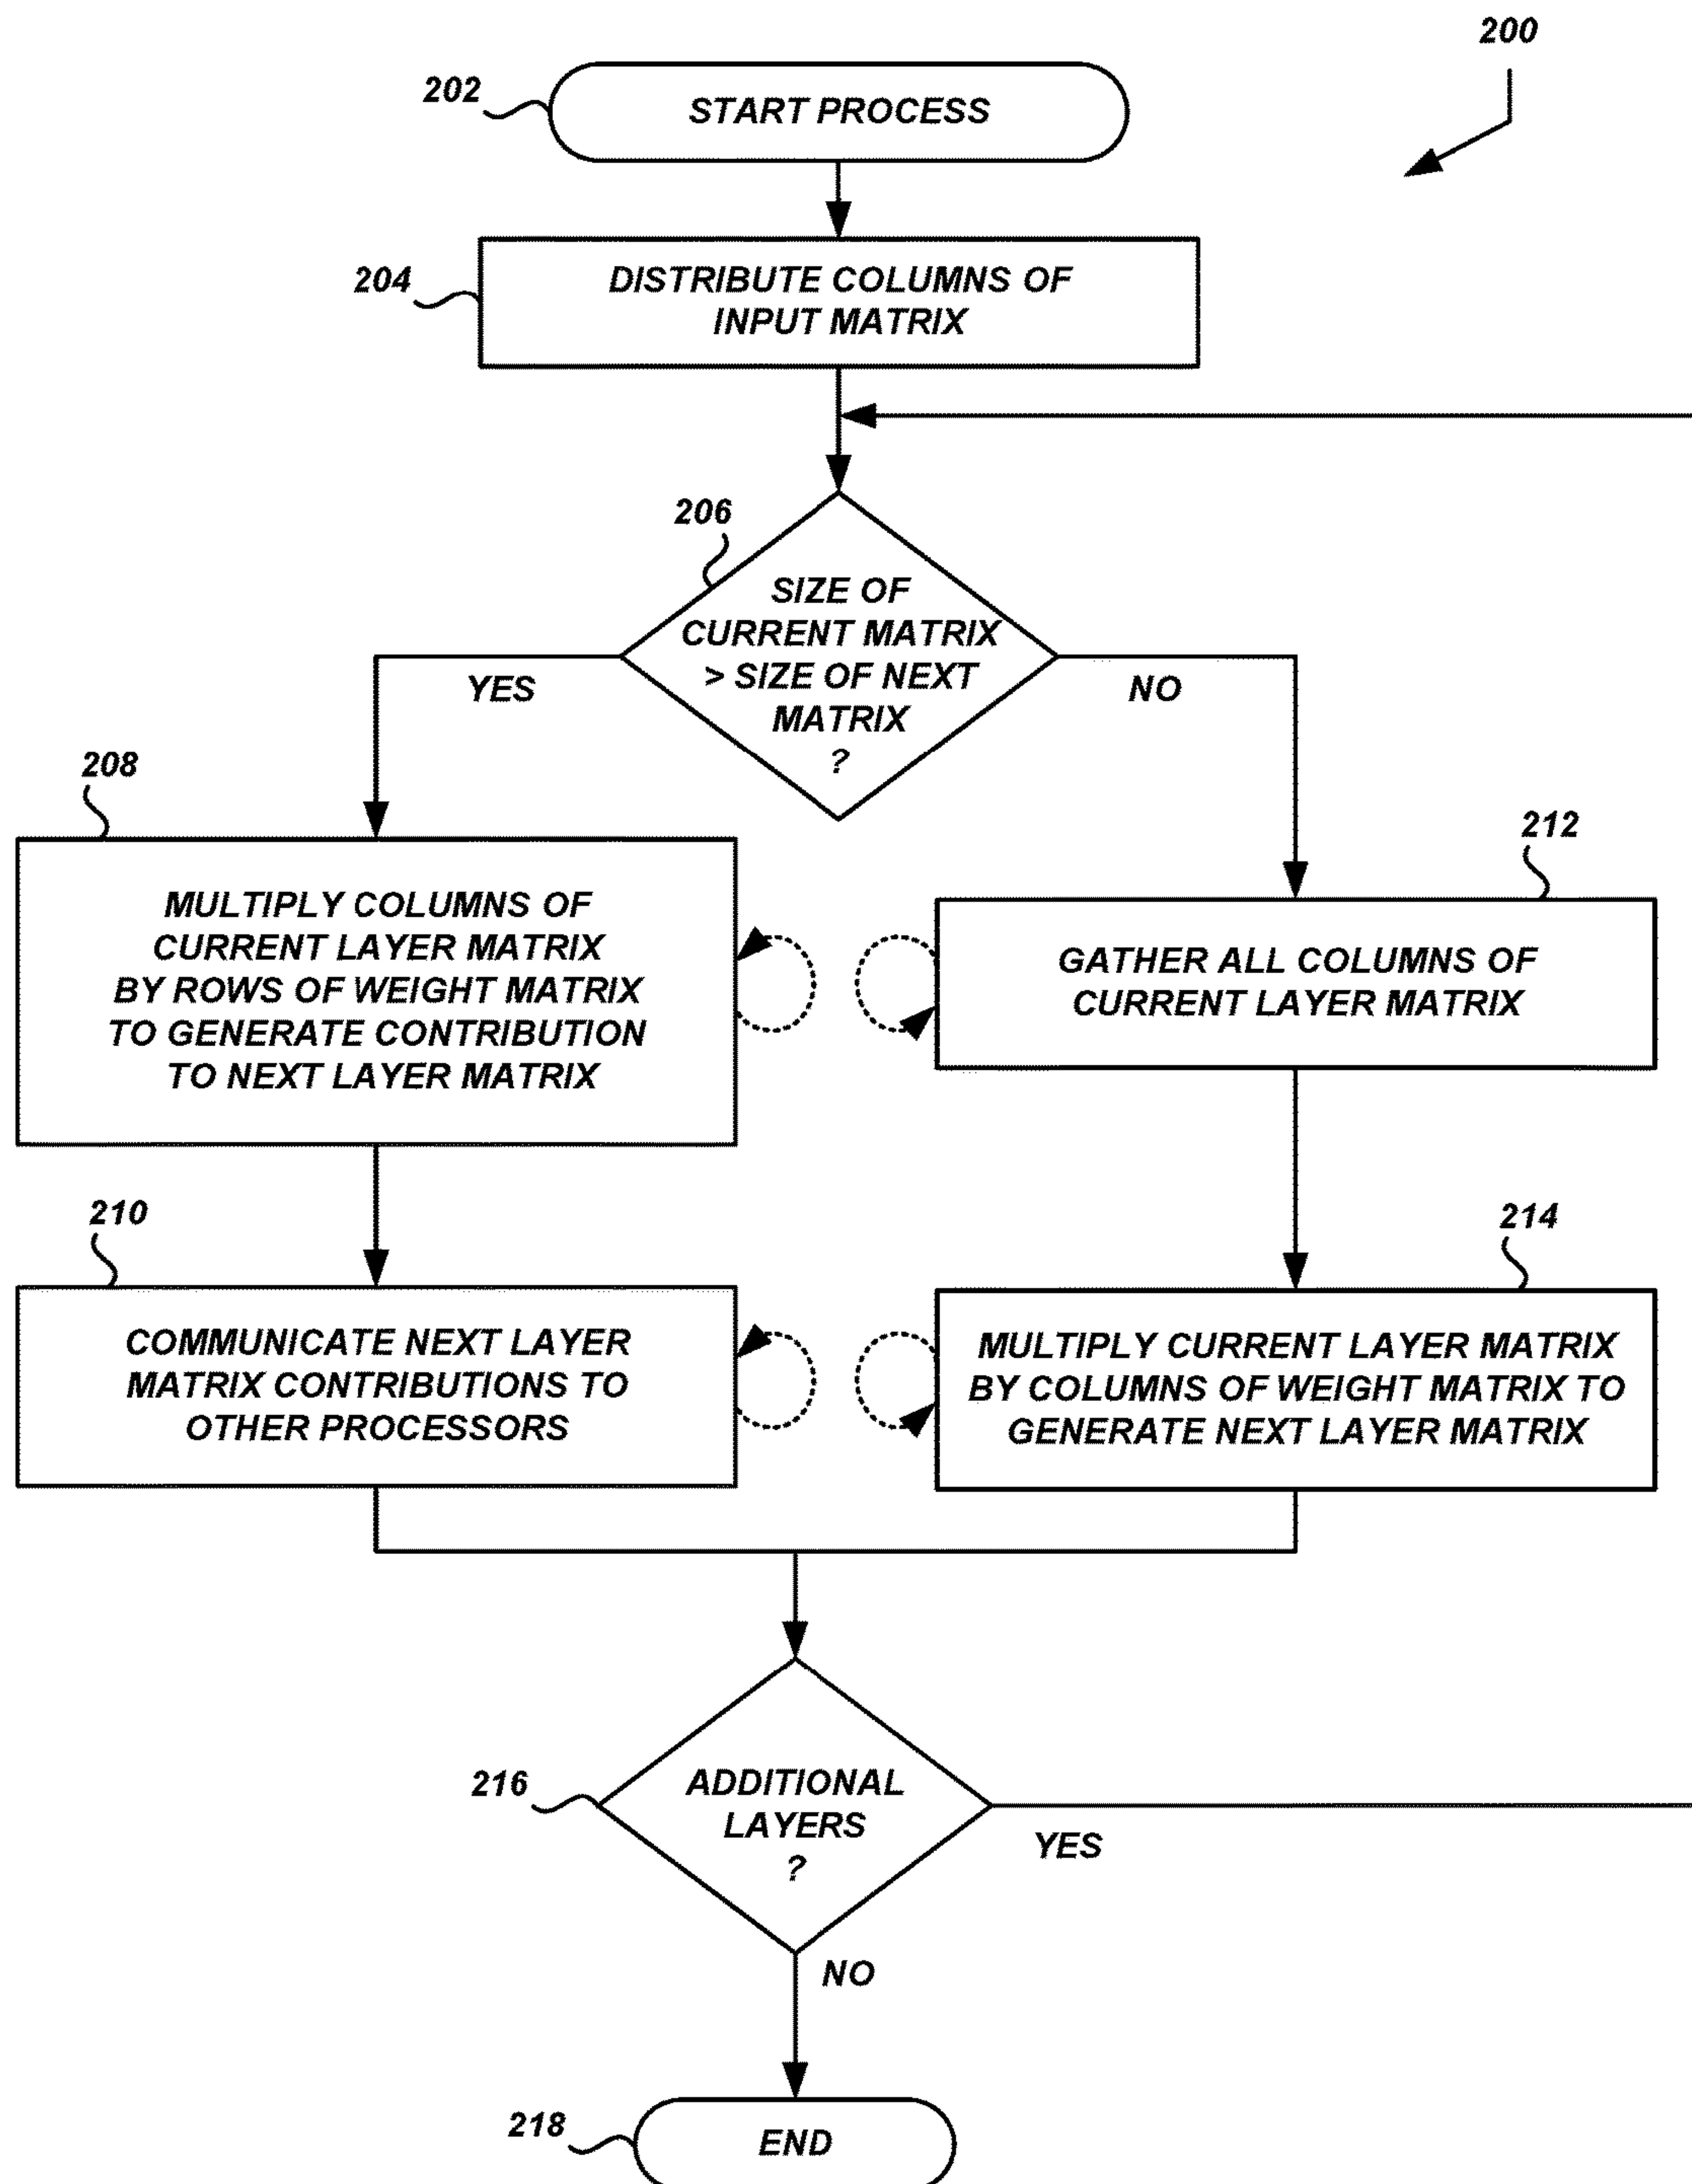 200
202
START PROCESS
204
DISTRIBUTE COLUMNS OF
INPUT MATRIX
206
SIZE OF
CURRENT MATRIX
> SIZE OF NEXT
MATRIX
?
YES
NO
208
MULTIPLY COLUMNS OF
CURRENT LAYER MATRIX
BY ROWS OF WEIGHT MATRIX
TO GENERATE CONTRIBUTION
TO NEXT LAYER MATRIX
212
GATHER ALL COLUMNS OF
CURRENT LAYER MATRIX
210
COMMUNICATE NEXT LAYER
MATRIX CONTRIBUTIONS TO
OTHER PROCESSORS
214
MULTIPLY CURRENT LAYER MATRIX
BY COLUMNS OF WEIGHT MATRIX TO
GENERATE NEXT LAYER MATRIX
216
ADDITIONAL
LAYERS
?
YES
NO
218
END